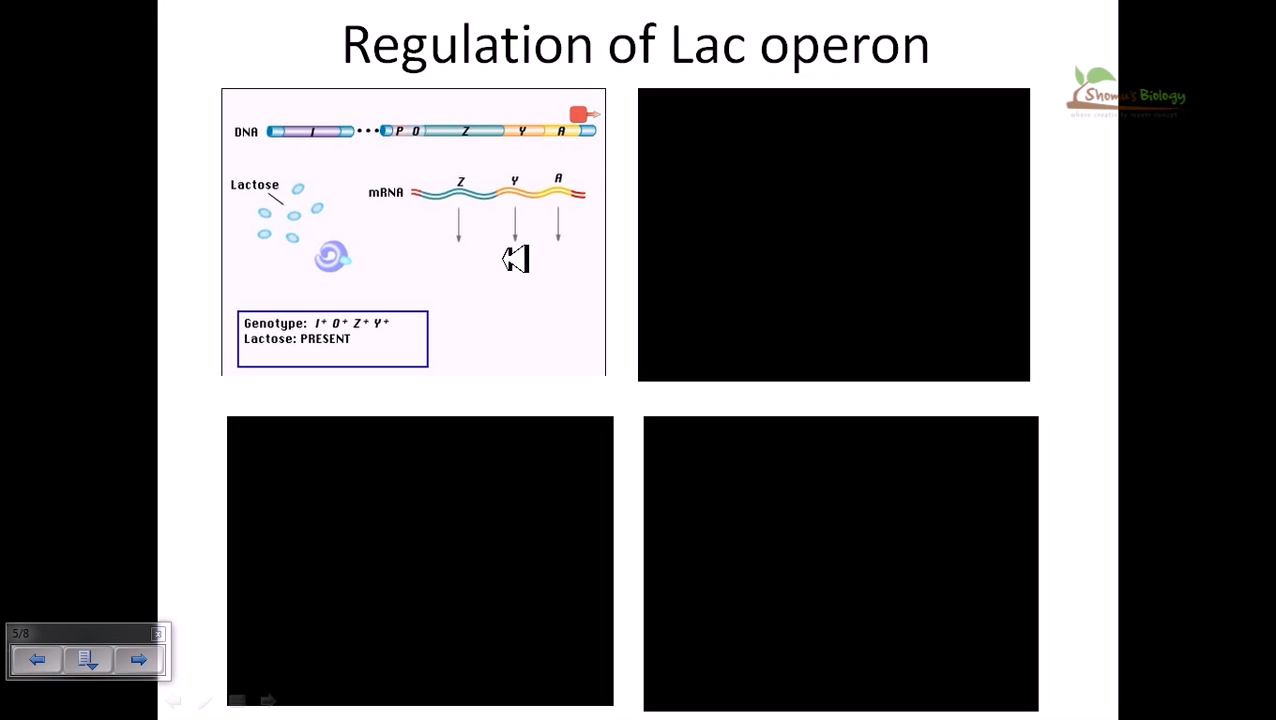 Regulation of Lac operon
Shomu's Biology
DNA I P O Z Y A
Lactose
mRNA Z Y A
Genotype: I⁺ O⁺ Z⁺ Y⁺
Lactose: PRESENT
5/8